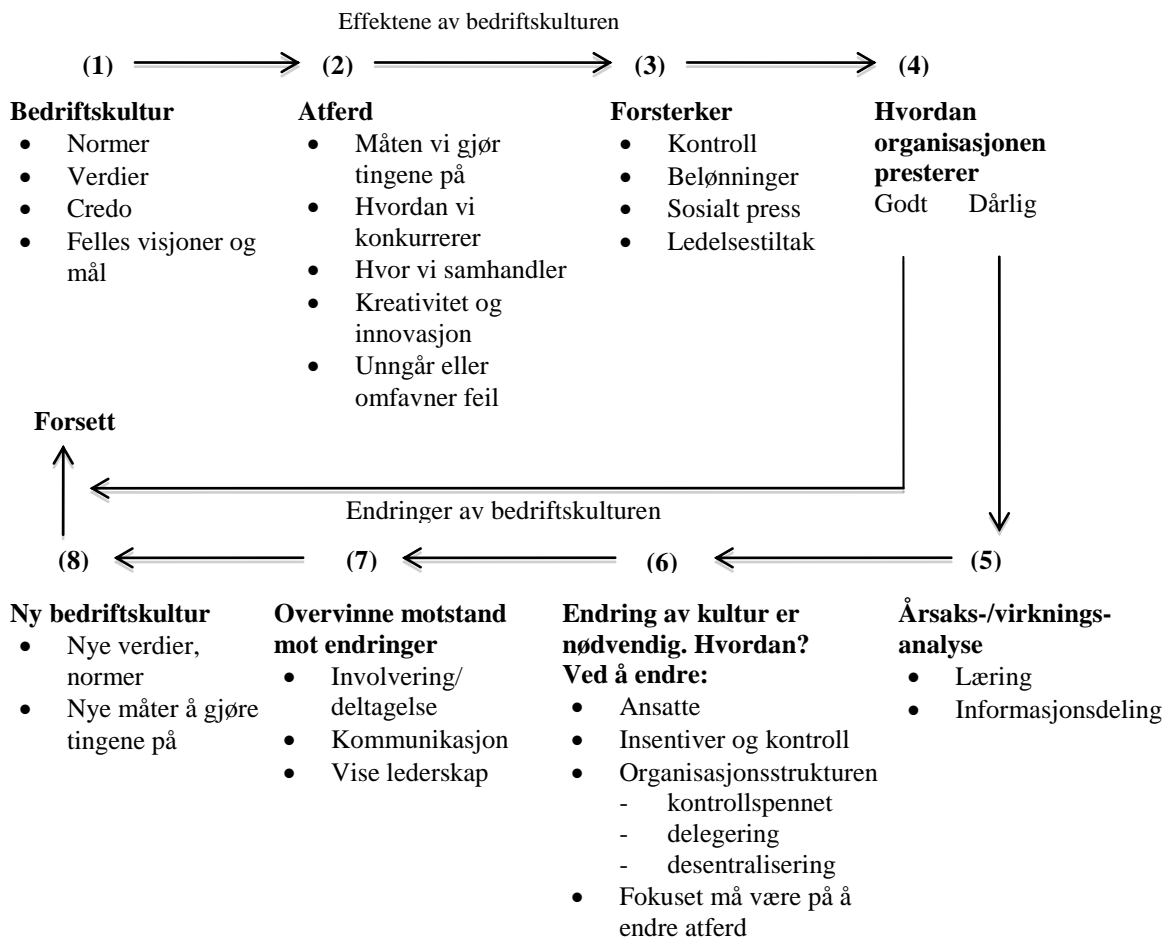 Effektene av bedriftskulturen
(1)
(2)
(3)
(4)
Bedriftskultur
• Normer
• Verdier
• Credo
• Felles visjoner og
mål
Atferd
• Måten vi gjør
tingene på
• Hvordan vi
konkurrerer
• Hvor vi samhandler
• Kreativitet og
innovasjon
• Unngår eller
omfavner feil
Forsterker
• Kontroll
• Belønninger
• Sosialt press
• Ledelsestiltak
Hvordan
organisasjonen
presterer
Godt Dårlig
Forsett
Endringer av bedriftskulturen
(8)
(7)
(6)
(5)
Ny bedriftskultur
• Nye verdier,
normer
• Nye måter å gjøre
tingene på
Overvinne motstand
mot endringer
• Involvering/
deltagelse
• Kommunikasjon
• Vise lederskap
Endring av kultur er
nødvendig. Hvordan?
Ved å endre:
• Ansatte
• Insentiver og kontroll
• Organisasjonsstrukturen
- kontrollspennet
- delegering
- desentralisering
• Fokuset må være på å
endre atferd
Årsaks-/virknings-
analyse
• Læring
• Informasjonsdeling